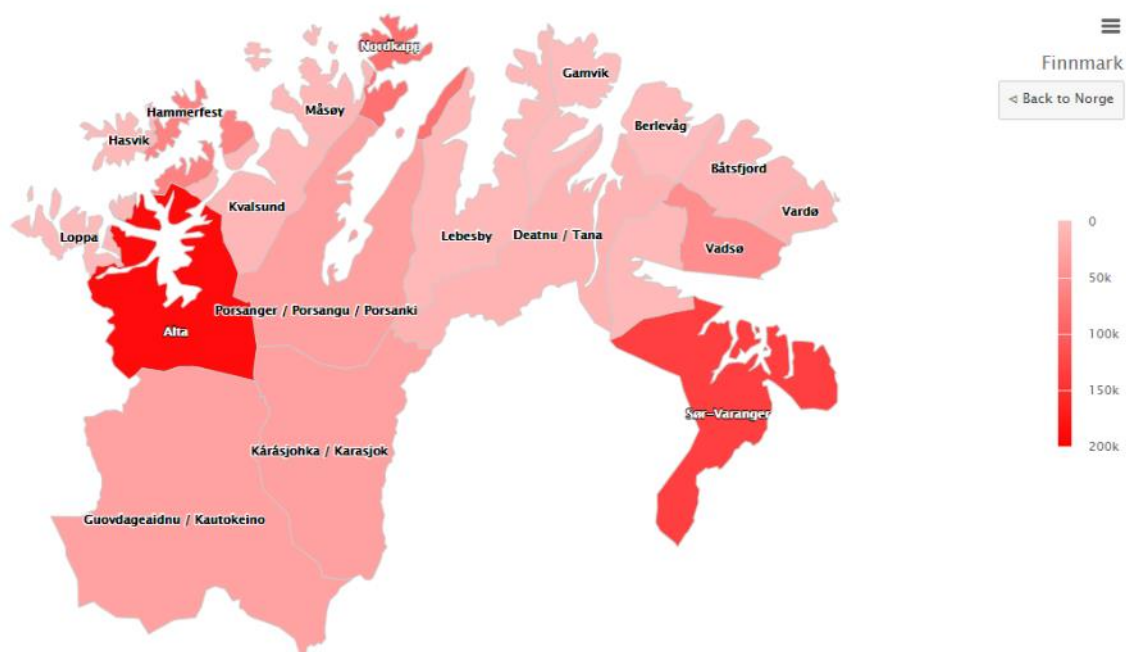 Finnmark
◁ Back to Norge
Nordkapp
Gamvik
Hammerfest
Måsøy
Hasvik
Berlevåg
Båtsfjord
Kvalsund
Vardø
Loppa
Lebesby
Deatnu / Tana
Vadsø
Porsanger / Porsangu / Porsanki
Alta
Sør-Varanger
Kárásjohka / Karasjok
Guovdageaidnu / Kautokeino
0
50k
100k
150k
200k